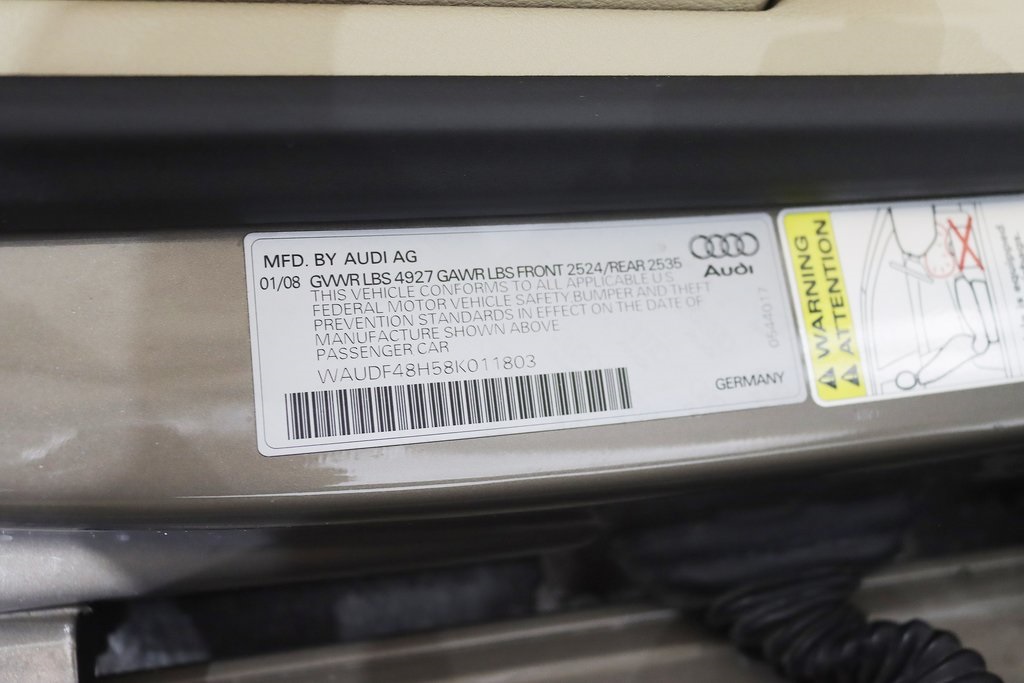 MFD. BY AUDI AG
01/08 GVWR LBS 4927 GAWR LBS FRONT 2524/REAR 2535
THIS VEHICLE CONFORMS TO ALL APPLICABLE U.S.
FEDERAL MOTOR VEHICLE SAFETY BUMPER AND THEFT
PREVENTION STANDARDS IN EFFECT ON THE DATE OF
MANUFACTURE SHOWN ABOVE
PASSENGER CAR
WAUDF48H58K011803
Audi
0544017
GERMANY
WARNING
ATTENTION